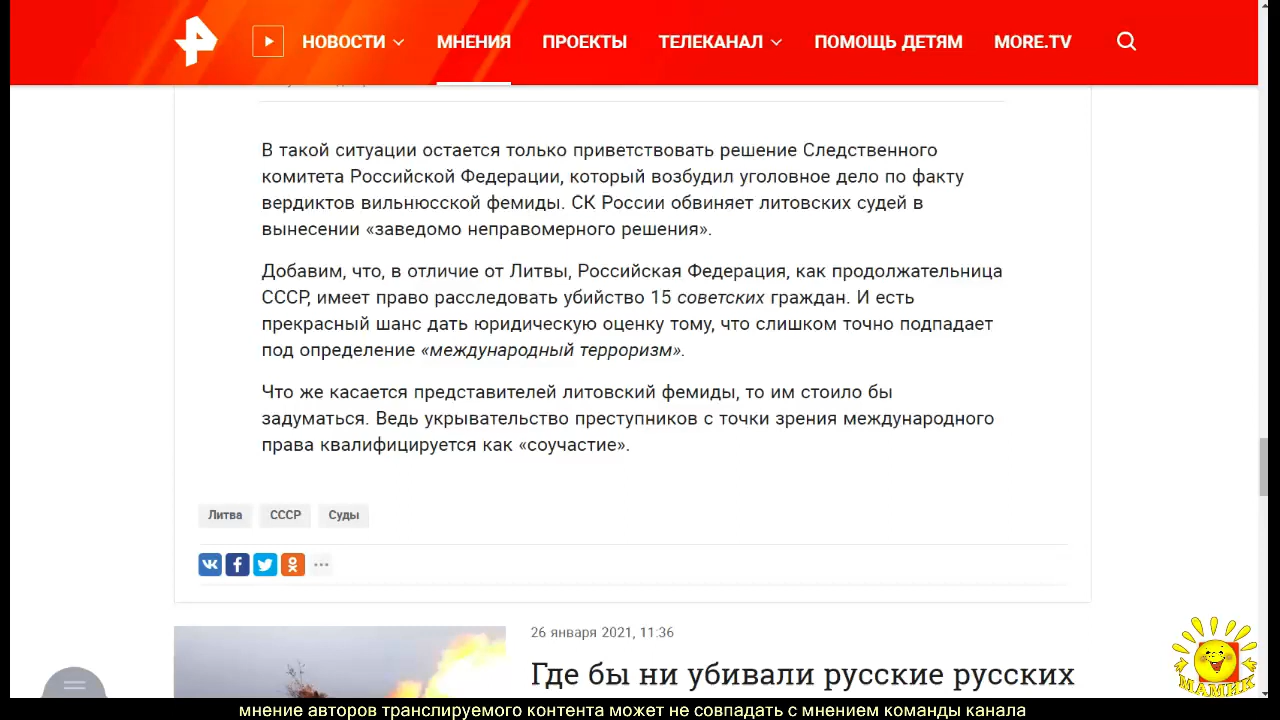 НОВОСТИ МНЕНИЯ ПРОЕКТЫ ТЕЛЕКАНАЛ ПОМОЩЬ ДЕТЯМ MORE.TV
В такой ситуации остается только приветствовать решение Следственного
комитета Российской Федерации, который возбудил уголовное дело по факту
вердиктов вильнюсской фемиды. СК России обвиняет литовских судей в
вынесении «заведомо неправомерного решения».
Добавим, что, в отличие от Литвы, Российская Федерация, как продолжательница
СССР, имеет право расследовать убийство 15 советских граждан. И есть
прекрасный шанс дать юридическую оценку тому, что слишком точно подпадает
под определение «международный терроризм».
Что же касается представителей литовский фемиды, то им стоило бы
задуматься. Ведь укрывательство преступников с точки зрения международного
права квалифицируется как «соучастие».
Литва СССР Суды
26 января 2021, 11:36
Где бы ни убивали русские русских
МАМИК
мнение авторов транслируемого контента может не совпадать с мнением команды канала